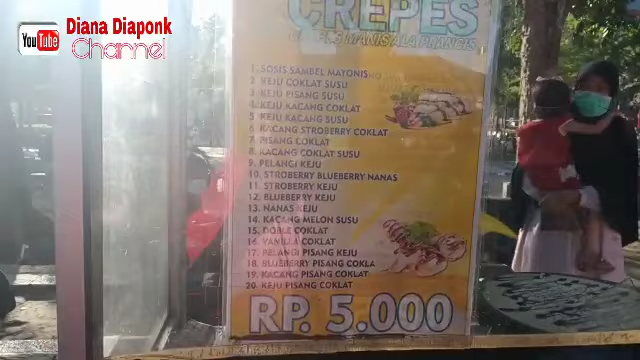 Diana Diaponk
YouTube Channel
CREPES
MANIS ALA PRANCIS
1. SOSIS SAMBEL MAYONIS
2. KEJU COKLAT SUSU
3. KEJU PISANG SUSU
4. KEJU KACANG COKLAT
5. KEJU KACANG SUSU
6. KACANG STROBERRY COKLAT
7. PISANG COKLAT
8. KACANG COKLAT SUSU
9. PELANGI KEJU
10. STROBERRY BLUEBERRY NANAS
11. STROBERRY KEJU
12. BLUEBERRY KEJU
13. NANAS KEJU
14. KACANG MELON SUSU
15. DOBLE COKLAT
16. VANILLA COKLAT
17. PELANGI PISANG KEJU
18. BLUEBERRY PISANG COKLA
19. KACANG PISANG COKLAT
20. KEJU PISANG COKLAT
RP. 5.000